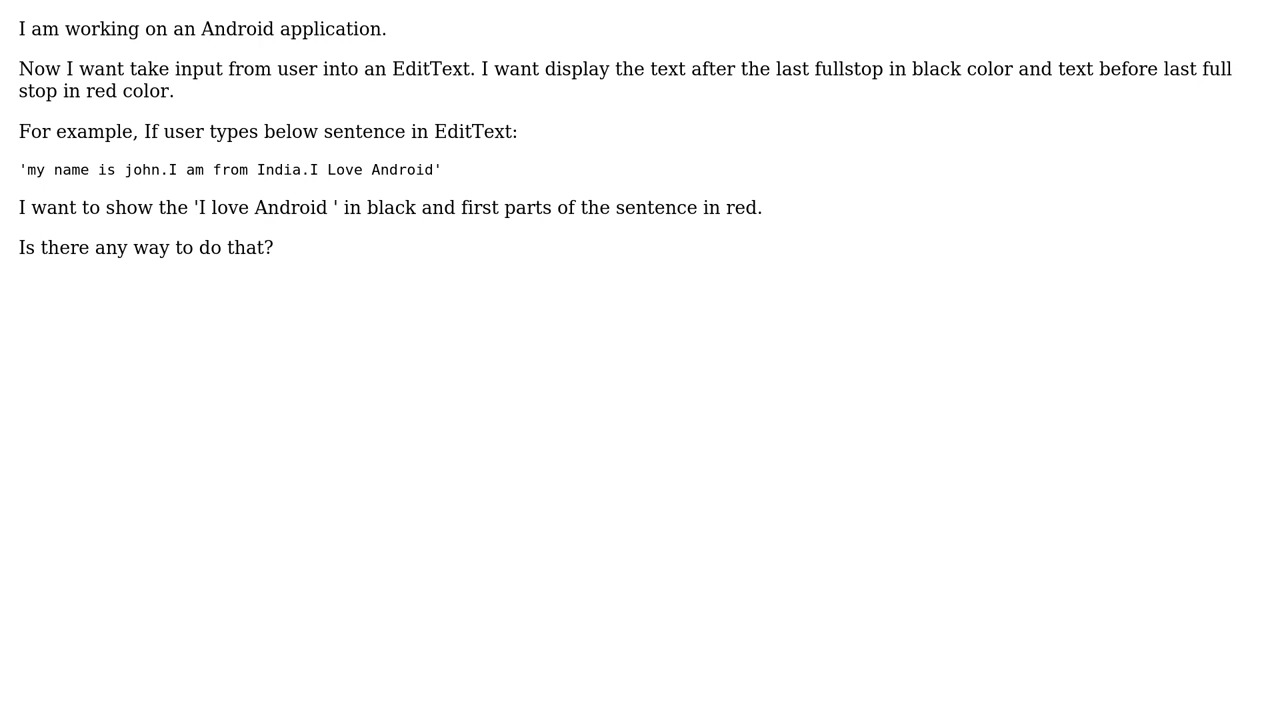 I am working on an Android application.
Now I want take input from user into an EditText. I want display the text after the last fullstop in black color and text before last full
stop in red color.
For example, If user types below sentence in EditText:
'my name is john.I am from India.I Love Android'
I want to show the 'I love Android ' in black and first parts of the sentence in red.
Is there any way to do that?